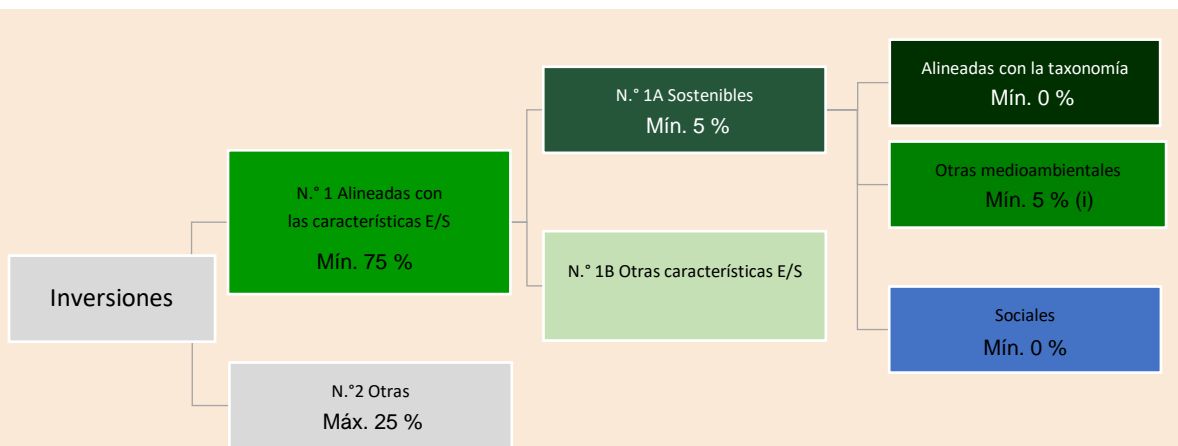 Inversiones
N.° 1 Alineadas con
las características E/S
Mín. 75 %
N.°2 Otras
Máx. 25 %
N.° 1A Sostenibles
Mín. 5 %
N.° 1B Otras características E/S
Alineadas con la taxonomía
Mín. 0 %
Otras medioambientales
Mín. 5 % (i)
Sociales
Mín. 0 %